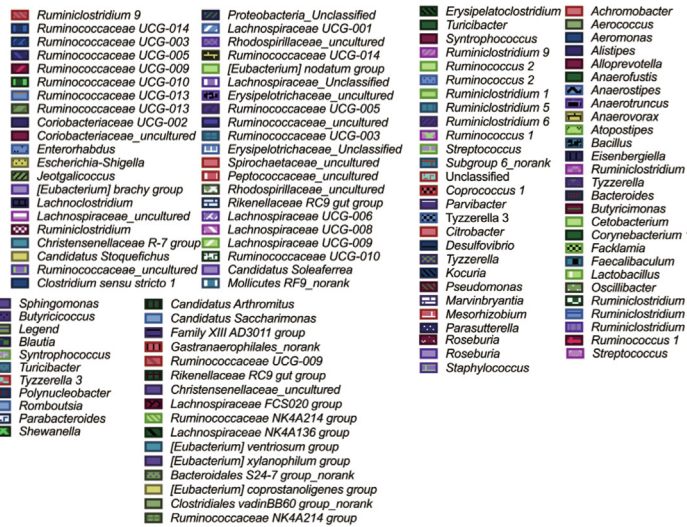 Ruminiclostridium 9
Ruminococcaceae UCG-014
Ruminococcaceae UCG-003
Ruminococcaceae UCG-005
Ruminococcaceae UCG-009
Ruminococcaceae UCG-010
Ruminococcaceae UCG-013
Ruminococcaceae UCG-013
Coriobacteriaceae UCG-002
Coriobacteriaceae_uncultured
Enterorhabdus
Escherichia-Shigella
Jeotgalicoccus
[Eubacterium] brachy group
Lachnoclostridium
Lachnospiraceae_uncultured
Ruminiclostridium
Christensenellaceae R-7 group
Candidatus Stoquefichus
Ruminococcaceae_uncultured
Clostridium sensu stricto 1
Proteobacteria_Unclassified
Lachnospiraceae UCG-001
Rhodospirillaceae_uncultured
Ruminococcaceae UCG-014
[Eubacterium] nodatum group
Lachnospiraceae_Unclassified
Erysipelotrichaceae_uncultured
Ruminococcaceae UCG-005
Ruminococcaceae_uncultured
Ruminococcaceae UCG-003
Erysipelotrichaceae_Unclassified
Spirochaetaceae_uncultured
Peptococcaceae_uncultured
Rhodospirillaceae_uncultured
Rikenellaceae RC9 gut group
Lachnospiraceae UCG-006
Lachnospiraceae UCG-008
Lachnospiraceae UCG-009
Ruminococcaceae UCG-010
Candidatus Soleaferrea
Mollicutes RF9_norank
Erysipelatoclostridium
Turicibacter
Syntrophococcus
Ruminiclostridium 9
Ruminococcus 2
Ruminococcus 2
Ruminiclostridium 1
Ruminiclostridium 5
Ruminiclostridium 6
Ruminococcus 1
Streptococcus
Subgroup 6_norank
Unclassified
Coprococcus 1
Parvibacter
Tyzzerella 3
Citrobacter
Desulfovibrio
Tyzzerella
Kocuria
Pseudomonas
Marvinbryantia
Mesorhizobium
Parasutterella
Roseburia
Roseburia
Staphylococcus
Achromobacter
Aerococcus
Aeromonas
Alistipes
Alloprevotella
Anaerofustis
Anaerostipes
Anaerotruncus
Anaerovorax
Atopostipes
Bacillus
Eisenbergiella
Ruminiclostridium
Tyzzerella
Bacteroides
Butyricimonas
Cetobacterium
Corynebacterium 1
Facklamia
Faecalibaculum
Lactobacillus
Oscillibacter
Ruminiclostridium
Ruminiclostridium
Ruminiclostridium
Ruminococcus 1
Streptococcus
Sphingomonas
Butyricicoccus
Legend
Blautia
Syntrophococcus
Turicibacter
Tyzzerella 3
Polynucleobacter
Romboutsia
Parabacteroides
Shewanella
Candidatus Arthromitus
Candidatus Saccharimonas
Family XIII AD3011 group
Gastranaerophilales_norank
Ruminococcaceae UCG-009
Rikenellaceae RC9 gut group
Christensenellaceae_uncultured
Lachnospiraceae FCS020 group
Ruminococcaceae NK4A214 group
Lachnospiraceae NK4A136 group
[Eubacterium] ventriosum group
[Eubacterium] xylanophilum group
Bacteroidales S24-7 group_norank
[Eubacterium] coprostanoligenes group
Clostridiales vadinBB60 group_norank
Ruminococcaceae NK4A214 group